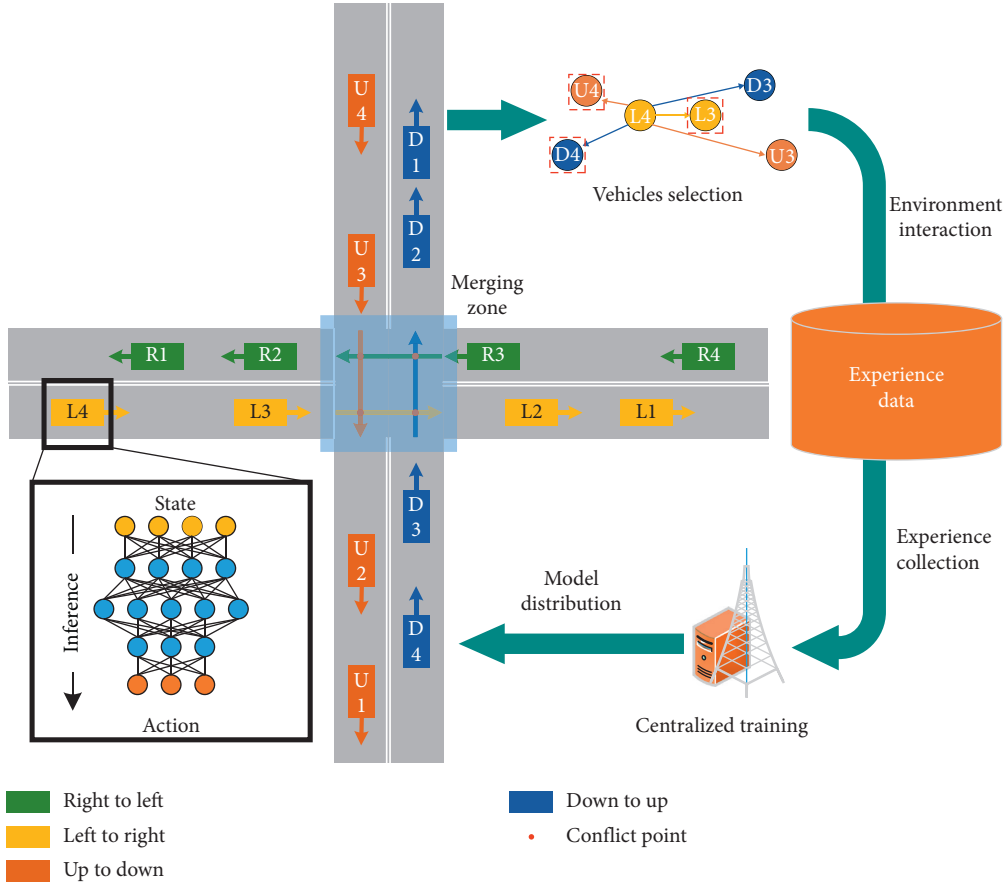 U
4
D
1
D
2
U
3
U4
L4
L3
D3
D4
U3
Vehicles selection
Environment
interaction
Merging
zone
R1
R2
R3
R4
L4
L3
L2
L1
Experience
data
State
Inference
Action
D
3
U
2
D
4
U
1
Model
distribution
Experience
collection
Centralized training
Right to left
Left to right
Up to down
Down to up
Conflict point